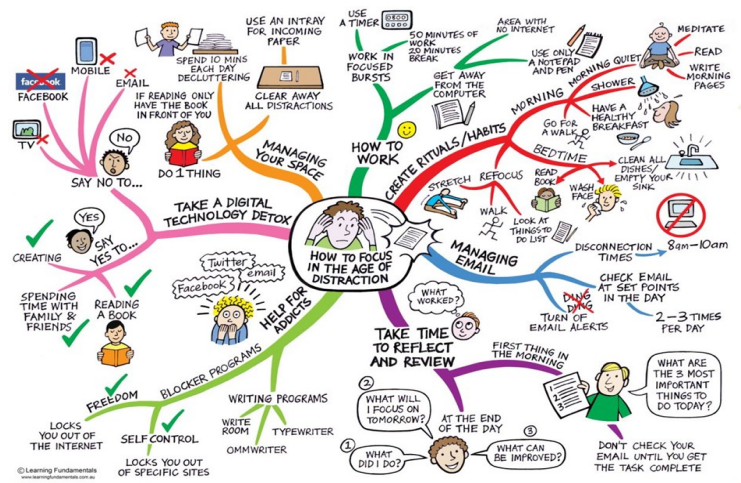 HOW TO FOCUS
IN THE AGE OF
DISTRACTION
HOW TO
WORK
USE
A TIMER
WORK IN
FOCUSED
BURSTS
50 MINUTES OF
WORK
20 MINUTES
BREAK
GET AWAY
FROM THE
COMPUTER
AREA WITH
NO INTERNET
USE ONLY
A NOTEPAD
AND PEN
CREATE RITUALS/HABITS
MORNING
MORNING QUIET
MEDITATE
READ
WRITE
MORNING
PAGES
SHOWER
HAVE A
HEALTHY
BREAKFAST
GO FOR
A WALK
BEDTIME
CLEAN ALL
DISHES/
EMPTY YOUR
SINK
READ
BOOK
WASH
FACE
REFOCUS
STRETCH
WALK
LOOK AT
THINGS TO
DO LIST
MANAGING
EMAIL
DISCONNECTION
TIMES
8am-10am
CHECK EMAIL
AT SET POINTS
IN THE DAY
2-3 TIMES
PER DAY
DING
DING
TURN OF
EMAIL ALERTS
TAKE TIME
TO REFLECT
AND REVIEW
WHAT
WORKED?
FIRST THING IN
THE MORNING
1
2
3
WHAT ARE
THE 3 MOST
IMPORTANT
THINGS TO
DO TODAY?
DON'T CHECK YOUR
EMAIL UNTIL YOU GET
THE TASK COMPLETE
AT THE END
OF THE DAY
1
WHAT
DID I DO?
2
WHAT WILL
I FOCUS ON
TOMORROW?
3
WHAT CAN
BE IMPROVED?
HELP FOR
ADDICTS
Twitter
email
Facebook
BLOCKER PROGRAMS
FREEDOM
LOCKS
YOU OUT OF
THE INTERNET
SELF CONTROL
LOCKS YOU OUT
OF SPECIFIC SITES
WRITING PROGRAMS
WRITE
ROOM
OMMWRITER
TYPEWRITER
TAKE A DIGITAL
TECHNOLOGY DETOX
SAY NO TO...
NO
TV
facebook
FACEBOOK
MOBILE
EMAIL
SAY
YES TO...
YES
CREATING
SPENDING
TIME WITH
FAMILY &
FRIENDS
READING
A BOOK
MANAGING
YOUR SPACE
DO 1 THING
IF READING ONLY
HAVE THE BOOK
IN FRONT OF YOU
SPEND 10 MINS
EACH DAY
DECLUTTERING
CLEAR AWAY
ALL DISTRACTIONS
USE AN INTRAY
FOR INCOMING
PAPER
© Learning Fundamentals
www.learningfundamentals.com.au